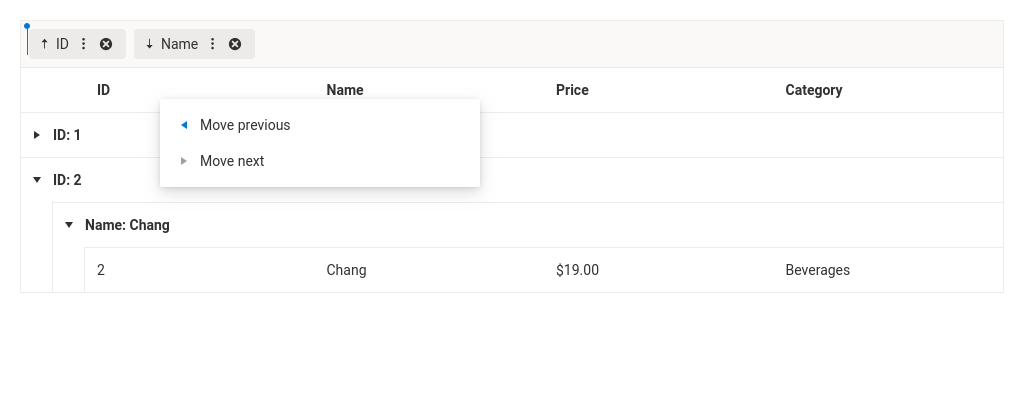 ID Name
ID Name Price Category
Move previous
ID: 1
Move next
ID: 2
Name: Chang
2 Chang $19.00 Beverages